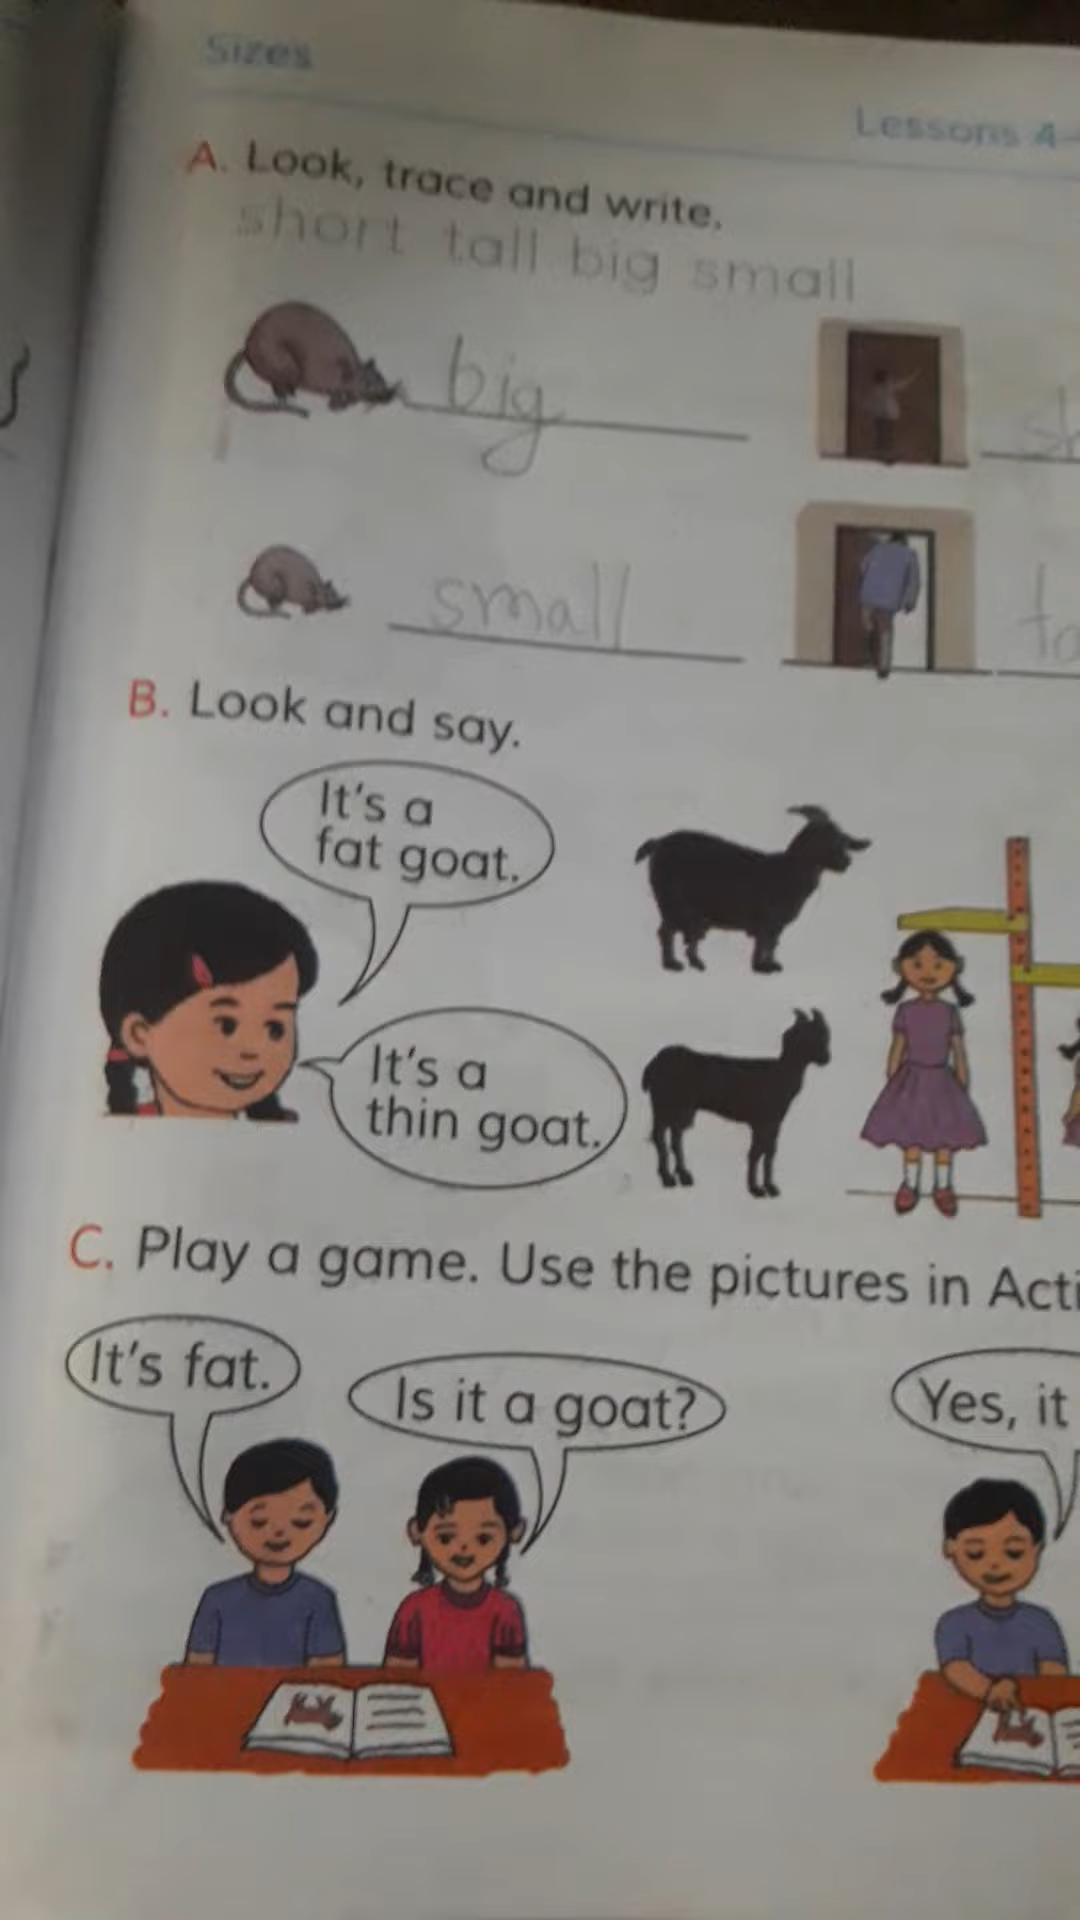 Sizes
Lessons 4-
A. Look, trace and write.
short tall big small
big
small
B. Look and say.
It's a
fat goat.
It's a
thin goat.
C. Play a game. Use the pictures in
It's fat.
Is it a goat?
Yes, it